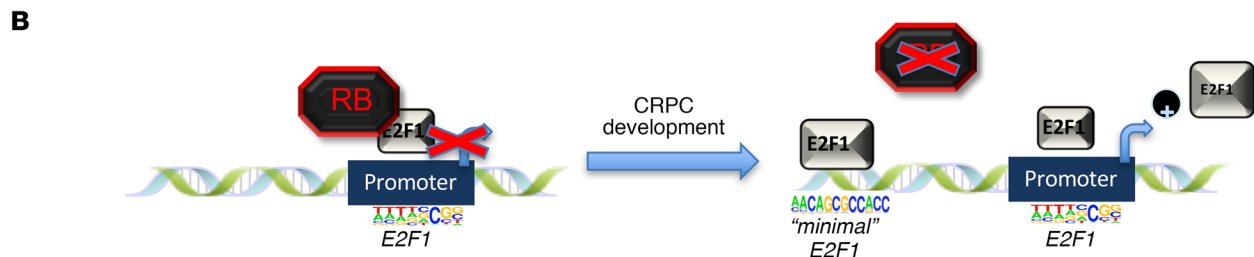 B
RB
E2F1
Promoter
E2F1
CRPC
development
E2F1
AACAGCGCCACC
"minimal"
E2F1
E2F1
Promoter
E2F1
+
E2F1